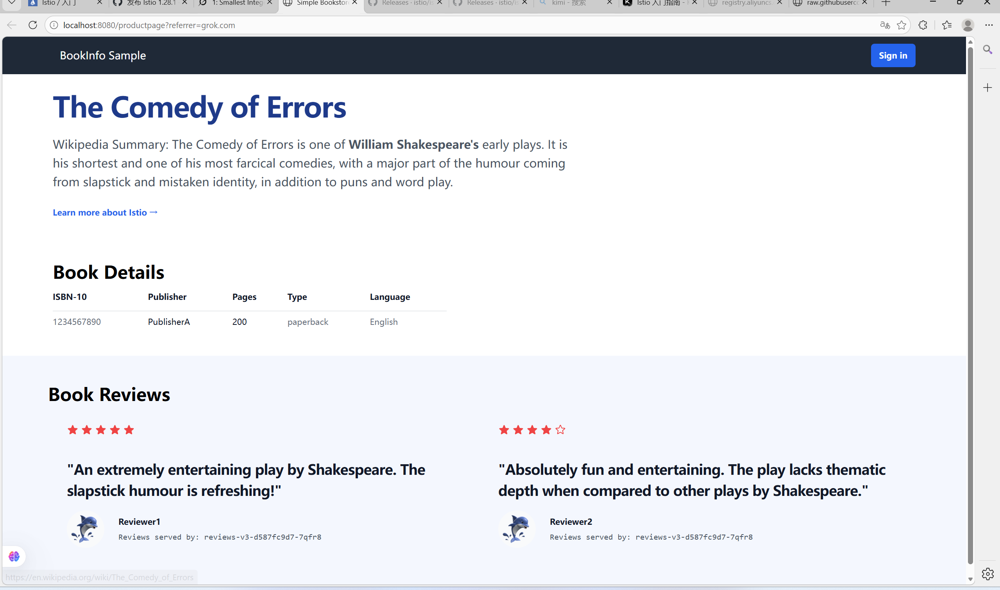 Istio / 入门
发布 Istio 1.28.1
1: Smallest Integ
Simple Bookstore
Releases · istio/is
Releases · istio/is
kimi - 搜索
Istio 入门指南 -
registry.aliyuncs.
raw.githubuserco
localhost:8080/productpage?referrer=grok.com
BookInfo Sample
Sign in
The Comedy of Errors
Wikipedia Summary: The Comedy of Errors is one of William Shakespeare's early plays. It is
his shortest and one of his most farcical comedies, with a major part of the humour coming
from slapstick and mistaken identity, in addition to puns and word play.
Learn more about Istio →
Book Details
ISBN-10 Publisher Pages Type Language
1234567890 PublisherA 200 paperback English
Book Reviews
"An extremely entertaining play by Shakespeare. The
slapstick humour is refreshing!"
Reviewer1
Reviews served by: reviews-v3-d587fc9d7-7qfr8
"Absolutely fun and entertaining. The play lacks thematic
depth when compared to other plays by Shakespeare."
Reviewer2
Reviews served by: reviews-v3-d587fc9d7-7qfr8
https://en.wikipedia.org/wiki/The_Comedy_of_Errors